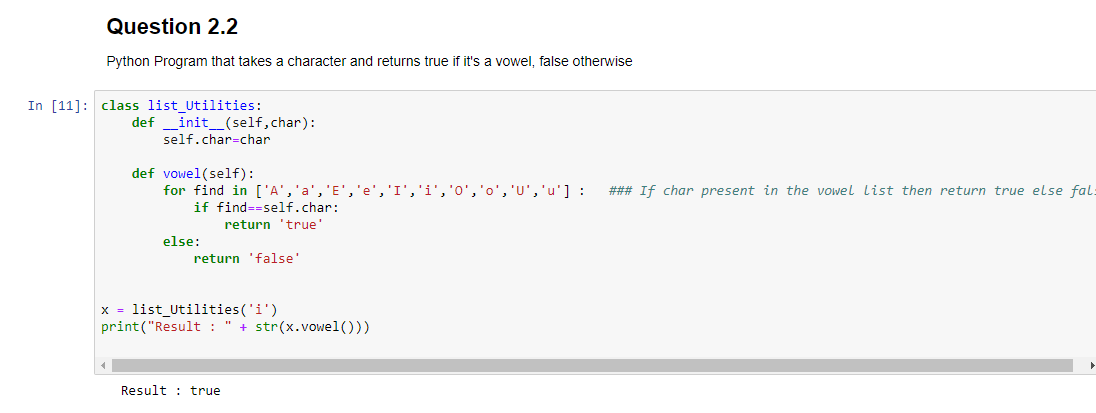 Question 2.2
Python Program that takes a character and returns true if it's a vowel, false otherwise
In [11]:
class list_Utilities:
    def __init__(self,char):
        self.char=char
    def vowel(self):
        for find in ['A','a','E','e','I','i','O','o','U','u'] :   ### If char present in the vowel list then return true else fal
            if find==self.char:
                return 'true'
        else:
            return 'false'
x = list_Utilities('i')
print("Result : " + str(x.vowel()))
Result : true